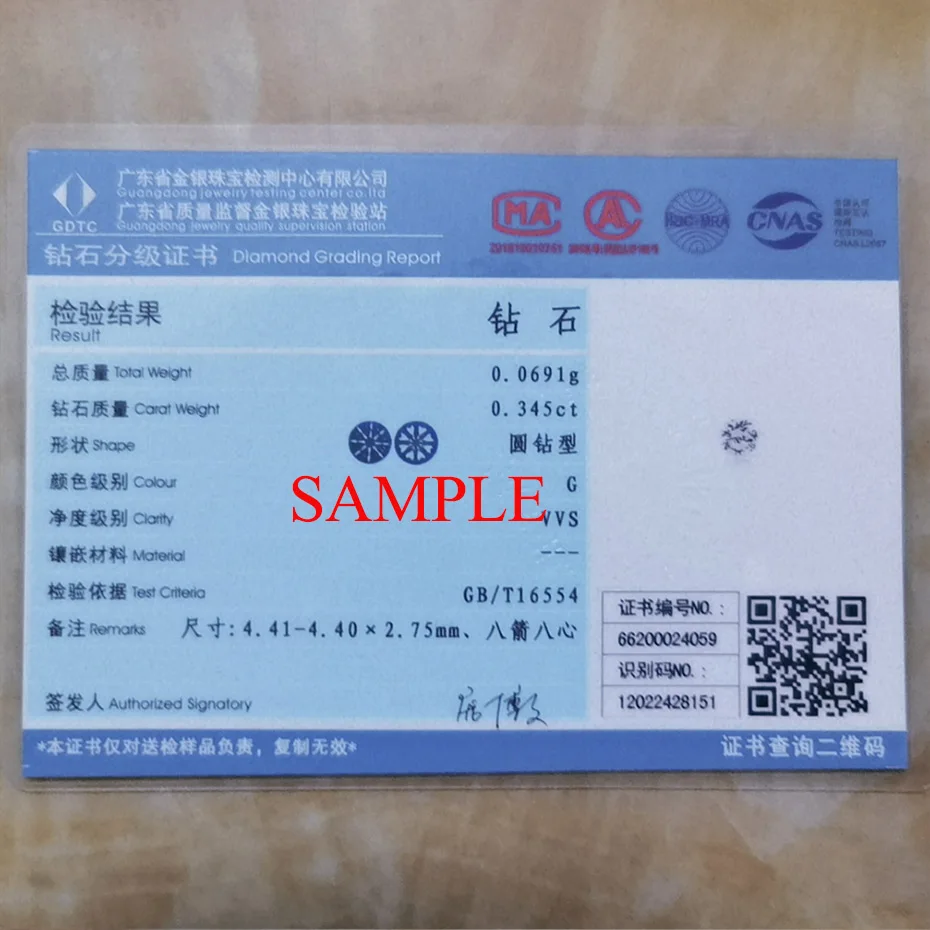 广东省金银珠宝检测中心有限公司
Guangdong jewelry testing center co.ltd
广东省质量监督金银珠宝检验站
Guangdong jewelry quality supervision station
GDTC
钻石分级证书 Diamond Grading Report
MA
ilac-MRA
CNAS
TESTING
检验结果 钻 石
Result
总质量 Total Weight 0.0691g
钻石质量 Carat Weight 0.345ct
形状 Shape 圆钻型
颜色级别 Colour G
SAMPLE
净度级别 Clarity VVS
镶嵌材料 Material ---
检验依据 Test Criteria GB/T16554
备注 Remarks 尺寸:4.41-4.40×2.75mm、八箭八心
证书编号NO.:
66200024059
识别码NO.:
12022428151
签发人 Authorized Signatory
*本证书仅对送检样品负责，复制无效* 证书查询二维码